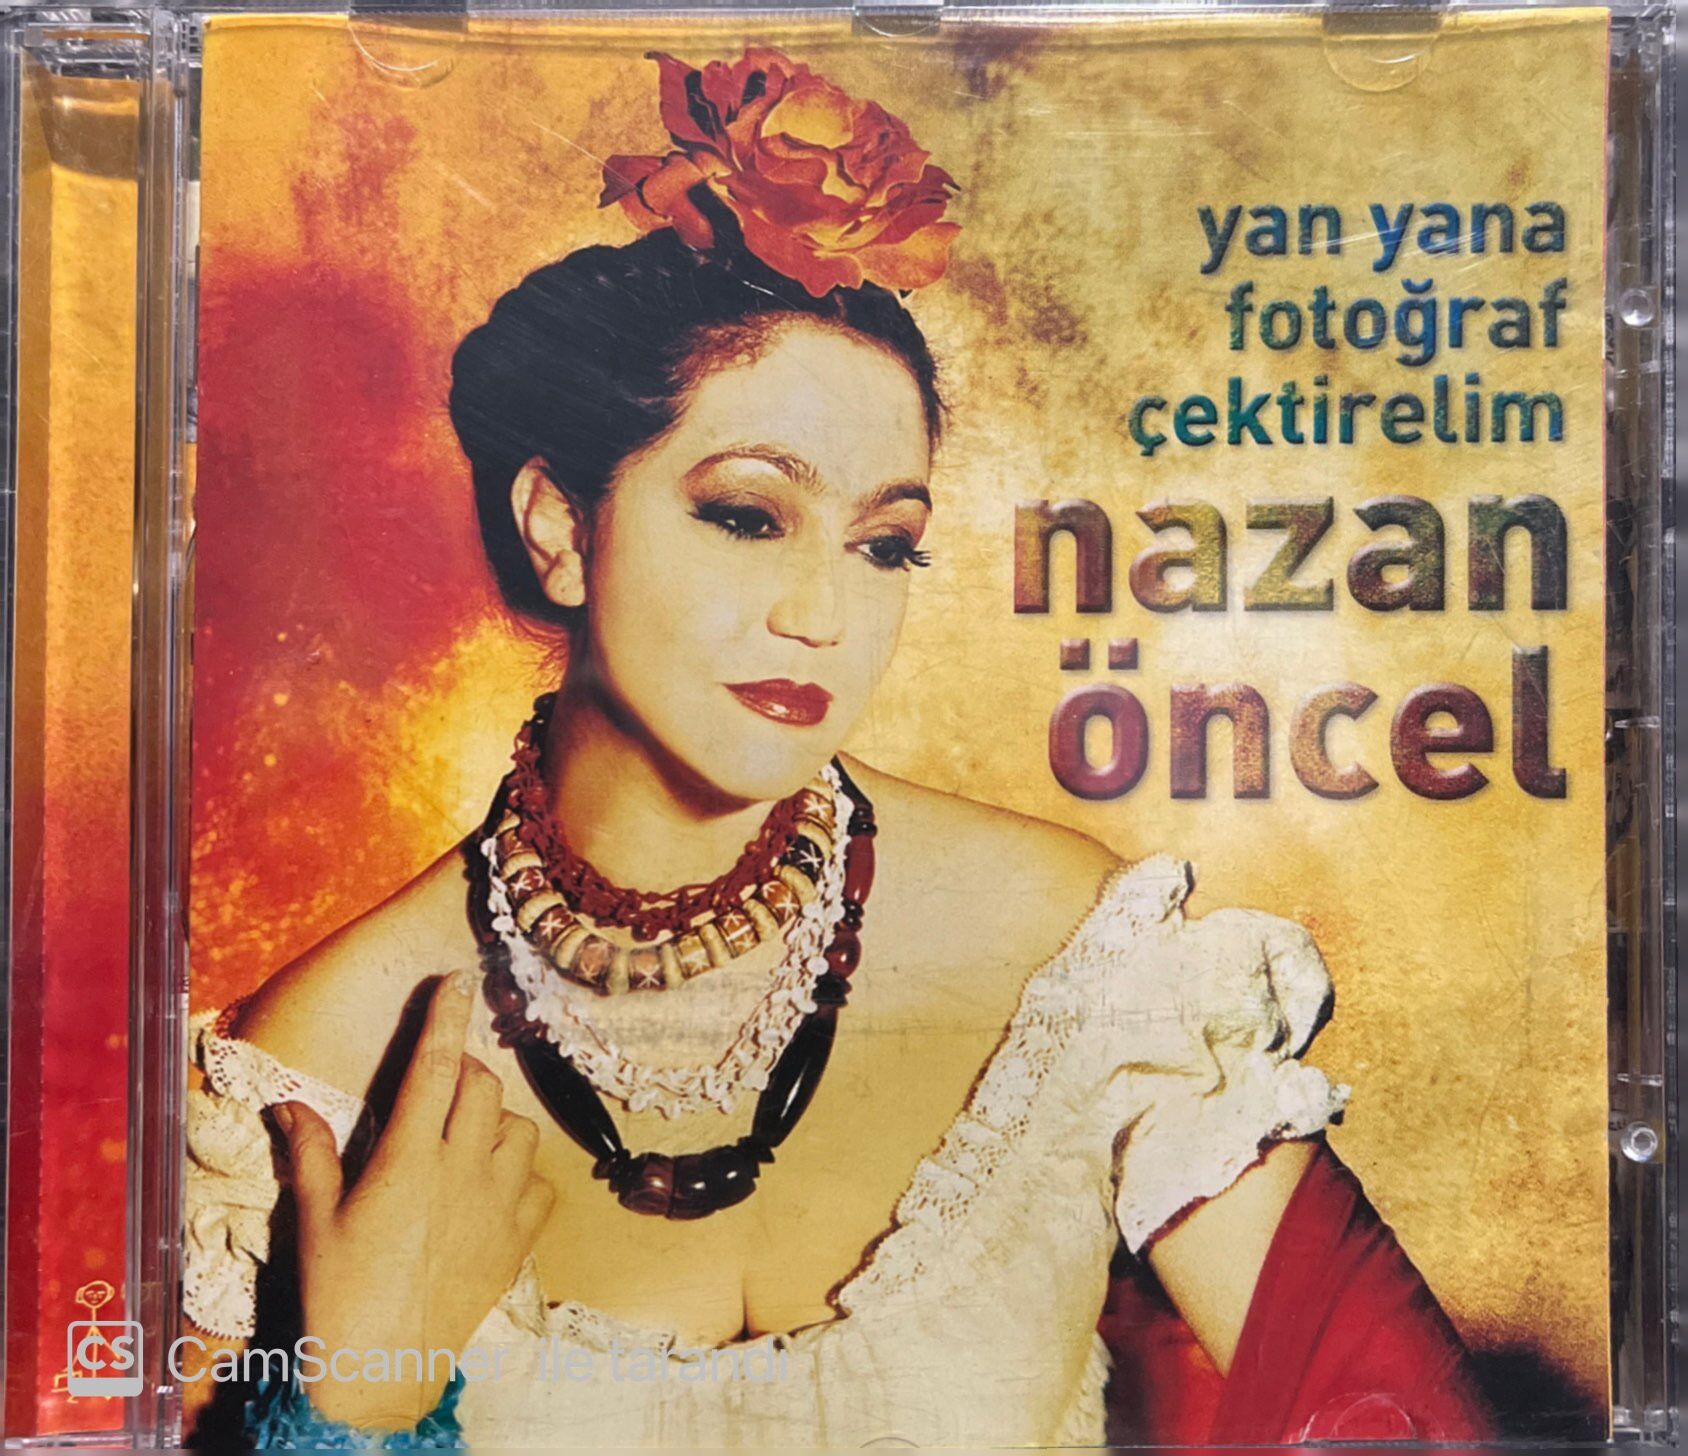 yan yana
fotoğraf
çektirelim
nazan
öncel
CS CamScanner ile tarandı